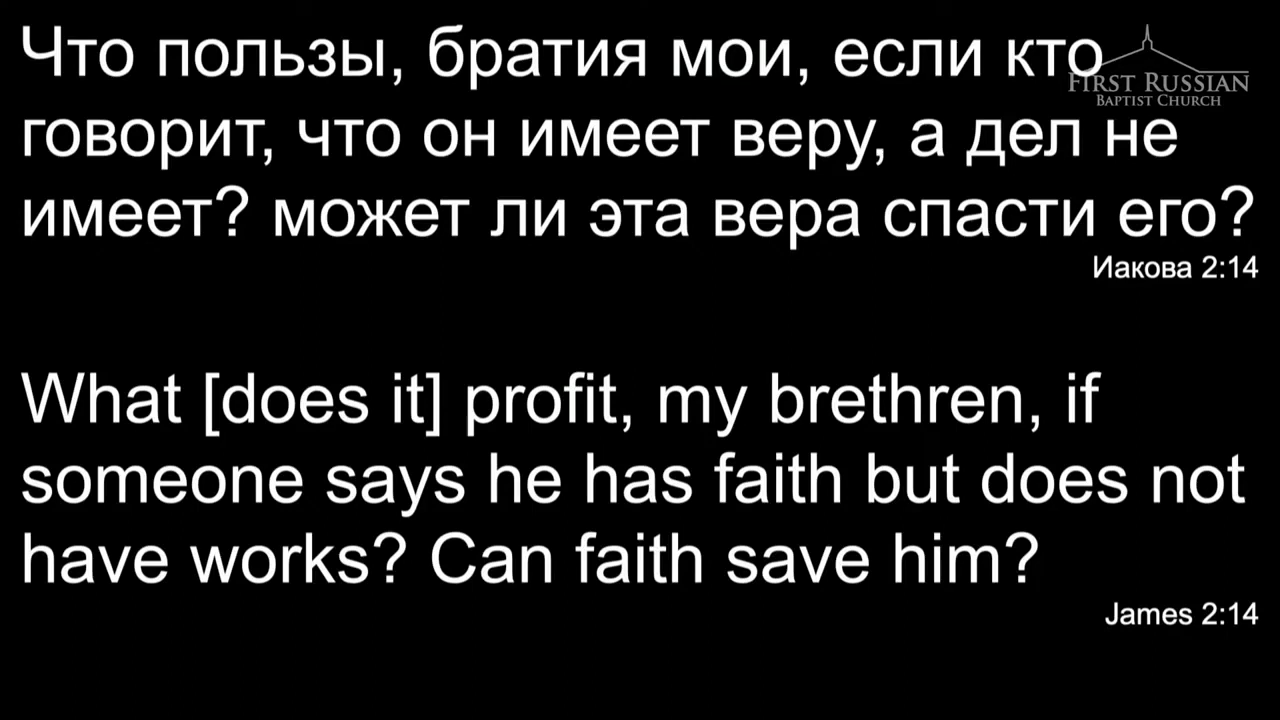 Что пользы, братия мои, если кто
FIRST RUSSIAN
BAPTIST CHURCH
говорит, что он имеет веру, а дел не
имеет? может ли эта вера спасти его?
Иакова 2:14
What [does it] profit, my brethren, if
someone says he has faith but does not
have works? Can faith save him?
James 2:14